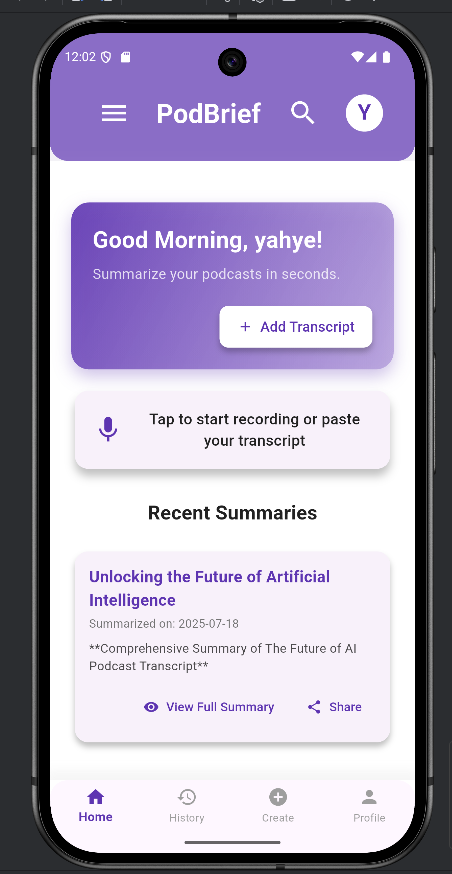 12:02
PodBrief
Y
Good Morning, yahye!
Summarize your podcasts in seconds.
+ Add Transcript
Tap to start recording or paste
your transcript
Recent Summaries
Unlocking the Future of Artificial
Intelligence
Summarized on: 2025-07-18
**Comprehensive Summary of The Future of AI
Podcast Transcript**
View Full Summary
Share
Home
History
Create
Profile